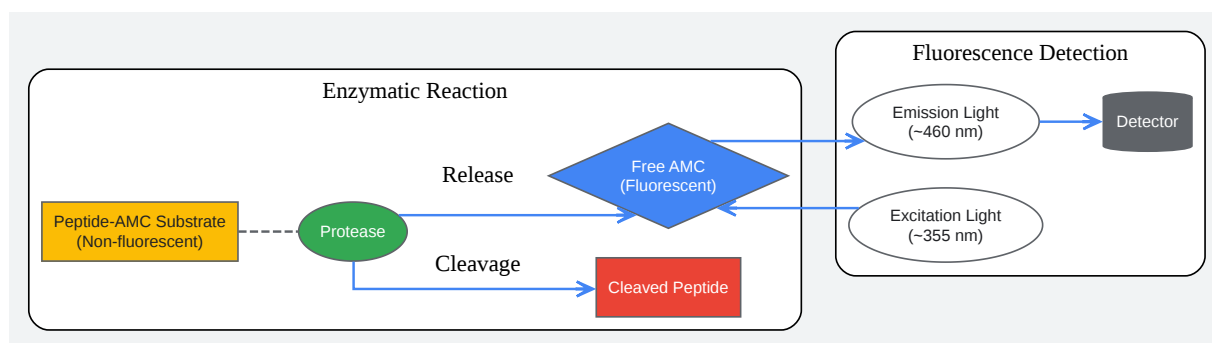 Fluorescence Detection
Enzymatic Reaction
Emission Light
(~460 nm)
Detector
Free AMC
(Fluorescent)
Release
Peptide-AMC Substrate
(Non-fluorescent)
Protease
Excitation Light
(~355 nm)
Cleavage
Cleaved Peptide